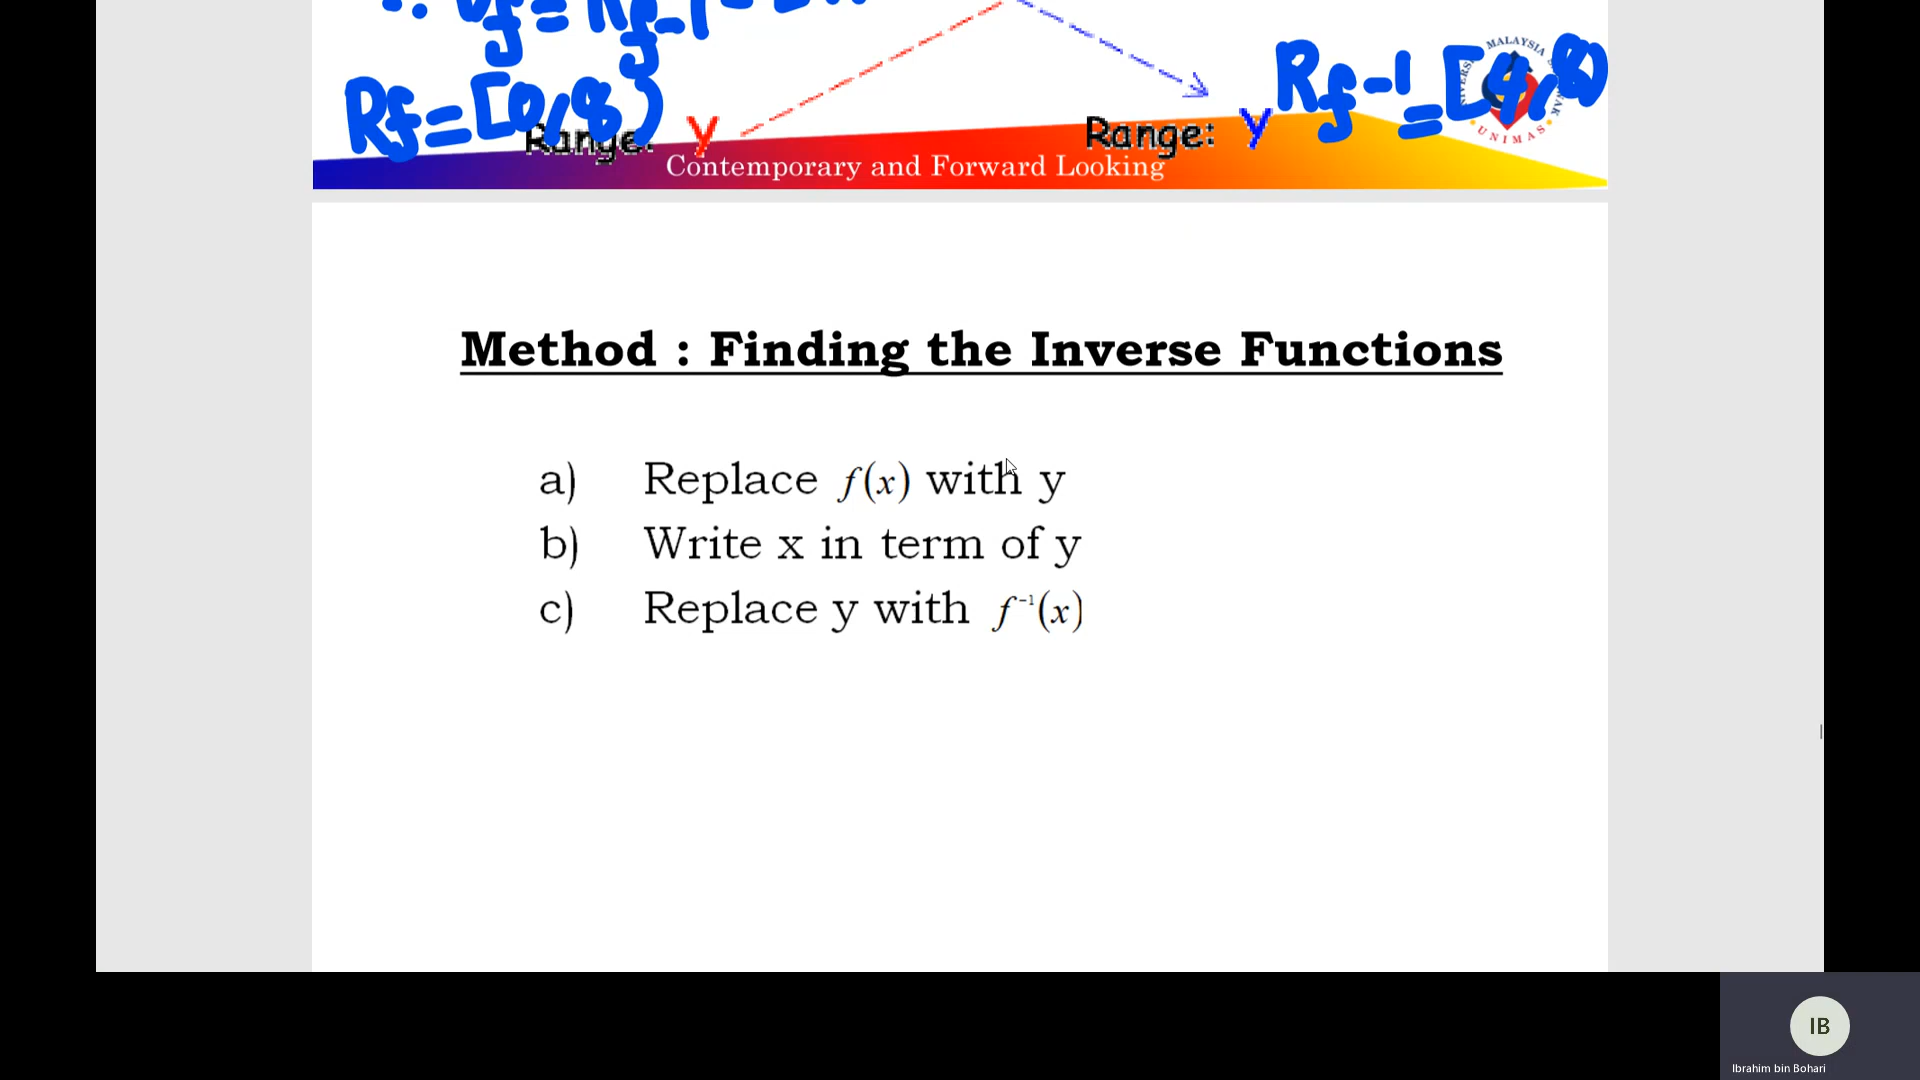 Rf = [0,8)
Rf-1 = [4,8)
Range: y
Range: y
MALAYSIA
UNIMAS
Contemporary and Forward Looking
Method : Finding the Inverse Functions
a) Replace f(x) with y
b) Write x in term of y
c) Replace y with f⁻¹(x)
IB
Ibrahim bin Bohari